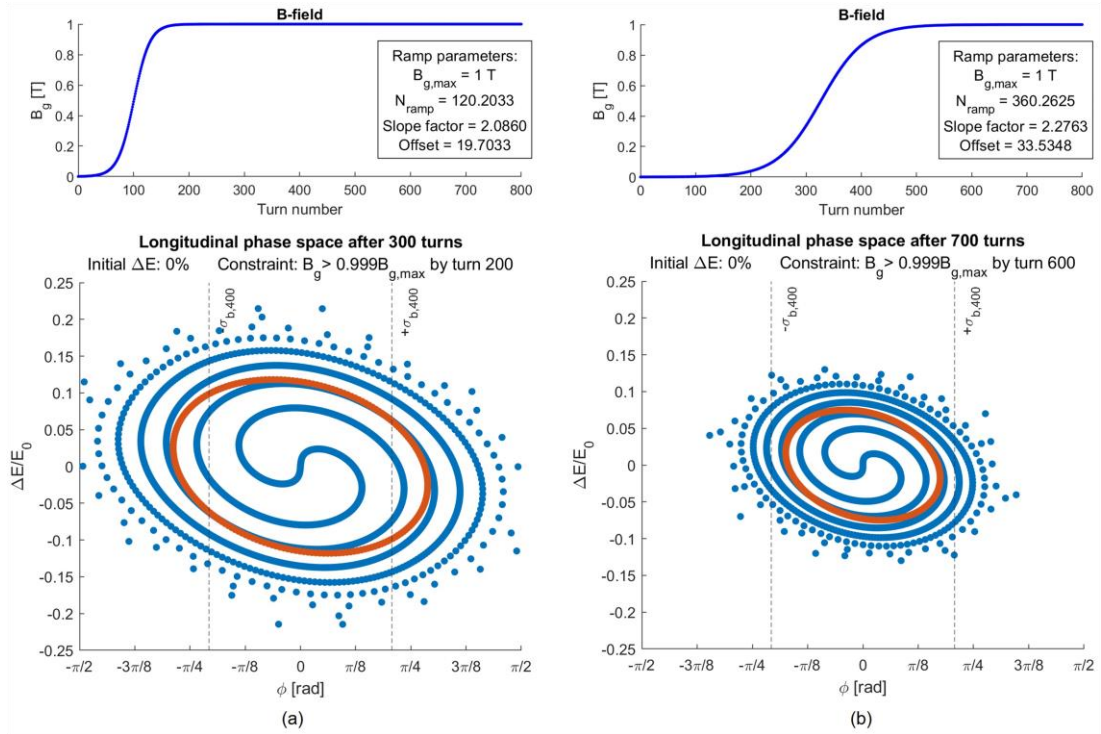 B-field
1
0.8
0.6
0.4
0.2
0
B_g [T]
0 100 200 300 400 500 600 700 800
Turn number
Ramp parameters:
B_g,max = 1 T
N_ramp = 120.2033
Slope factor = 2.0860
Offset = 19.7033
Longitudinal phase space after 300 turns
Initial ΔE: 0% Constraint: B_g > 0.999B_g,max by turn 200
-σ_b,400
+σ_b,400
0.25
0.2
0.15
0.1
0.05
0
-0.05
-0.1
-0.15
-0.2
-0.25
ΔE/E_0
-π/2 -3π/8 -π/4 -π/8 0 π/8 π/4 3π/8 π/2
ϕ [rad]
(a)
B-field
1
0.8
0.6
0.4
0.2
0
B_g [T]
0 100 200 300 400 500 600 700 800
Turn number
Ramp parameters:
B_g,max = 1 T
N_ramp = 360.2625
Slope factor = 2.2763
Offset = 33.5348
Longitudinal phase space after 700 turns
Initial ΔE: 0% Constraint: B_g > 0.999B_g,max by turn 600
-σ_b,400
+σ_b,400
0.25
0.2
0.15
0.1
0.05
0
-0.05
-0.1
-0.15
-0.2
-0.25
ΔE/E_0
-π/2 -3π/8 -π/4 -π/8 0 π/8 π/4 3π/8 π/2
ϕ [rad]
(b)